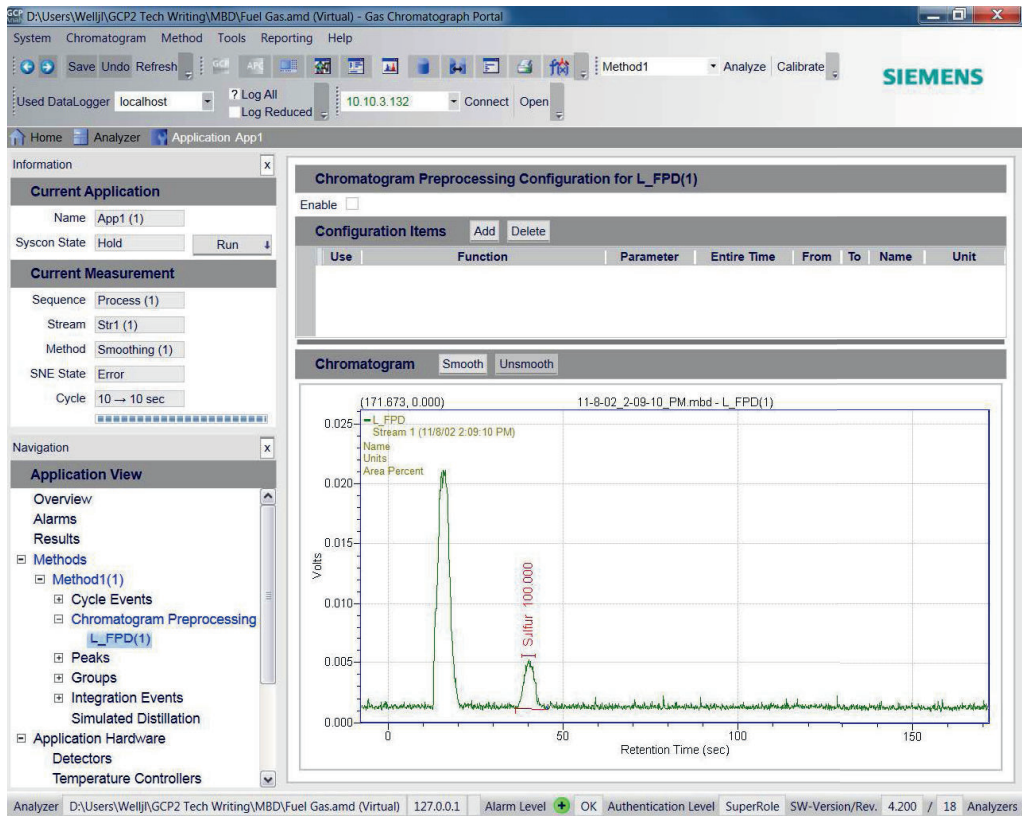 D:\Users\Welljl\GCP2 Tech Writing\MBD\Fuel Gas.amd (Virtual) - Gas Chromatograph Portal
System Chromatogram Method Tools Reporting Help
Save Undo Refresh Method1 Analyze Calibrate
SIEMENS
Used DataLogger localhost ? Log All
Log Reduced
10.10.3.132 Connect Open
Home Analyzer Application App1
Information x
Current Application
Name App1 (1)
Syscon State Hold Run
Current Measurement
Sequence Process (1)
Stream Str1 (1)
Method Smoothing (1)
SNE State Error
Cycle 10 → 10 sec
Navigation x
Application View
Overview
Alarms
Results
Methods
Method1(1)
Cycle Events
Chromatogram Preprocessing
L_FPD(1)
Peaks
Groups
Integration Events
Simulated Distillation
Application Hardware
Detectors
Temperature Controllers
Chromatogram Preprocessing Configuration for L_FPD(1)
Enable
Configuration Items Add Delete
Use Function Parameter Entire Time From To Name Unit
Chromatogram Smooth Unsmooth
(171.673, 0.000) 11-8-02_2-09-10_PM.mbd - L_FPD(1)
L_FPD
Stream 1 (11/8/02 2:09:10 PM)
Name
Units
Area Percent
Volts
0.025
0.020
0.015
0.010
0.005
0.000
Sulfur 100.000
0 50 100 150
Retention Time (sec)
Analyzer D:\Users\Welljl\GCP2 Tech Writing\MBD\Fuel Gas.amd (Virtual) 127.0.0.1 Alarm Level OK Authentication Level SuperRole SW-Version/Rev. 4.200 / 18 Analyzers